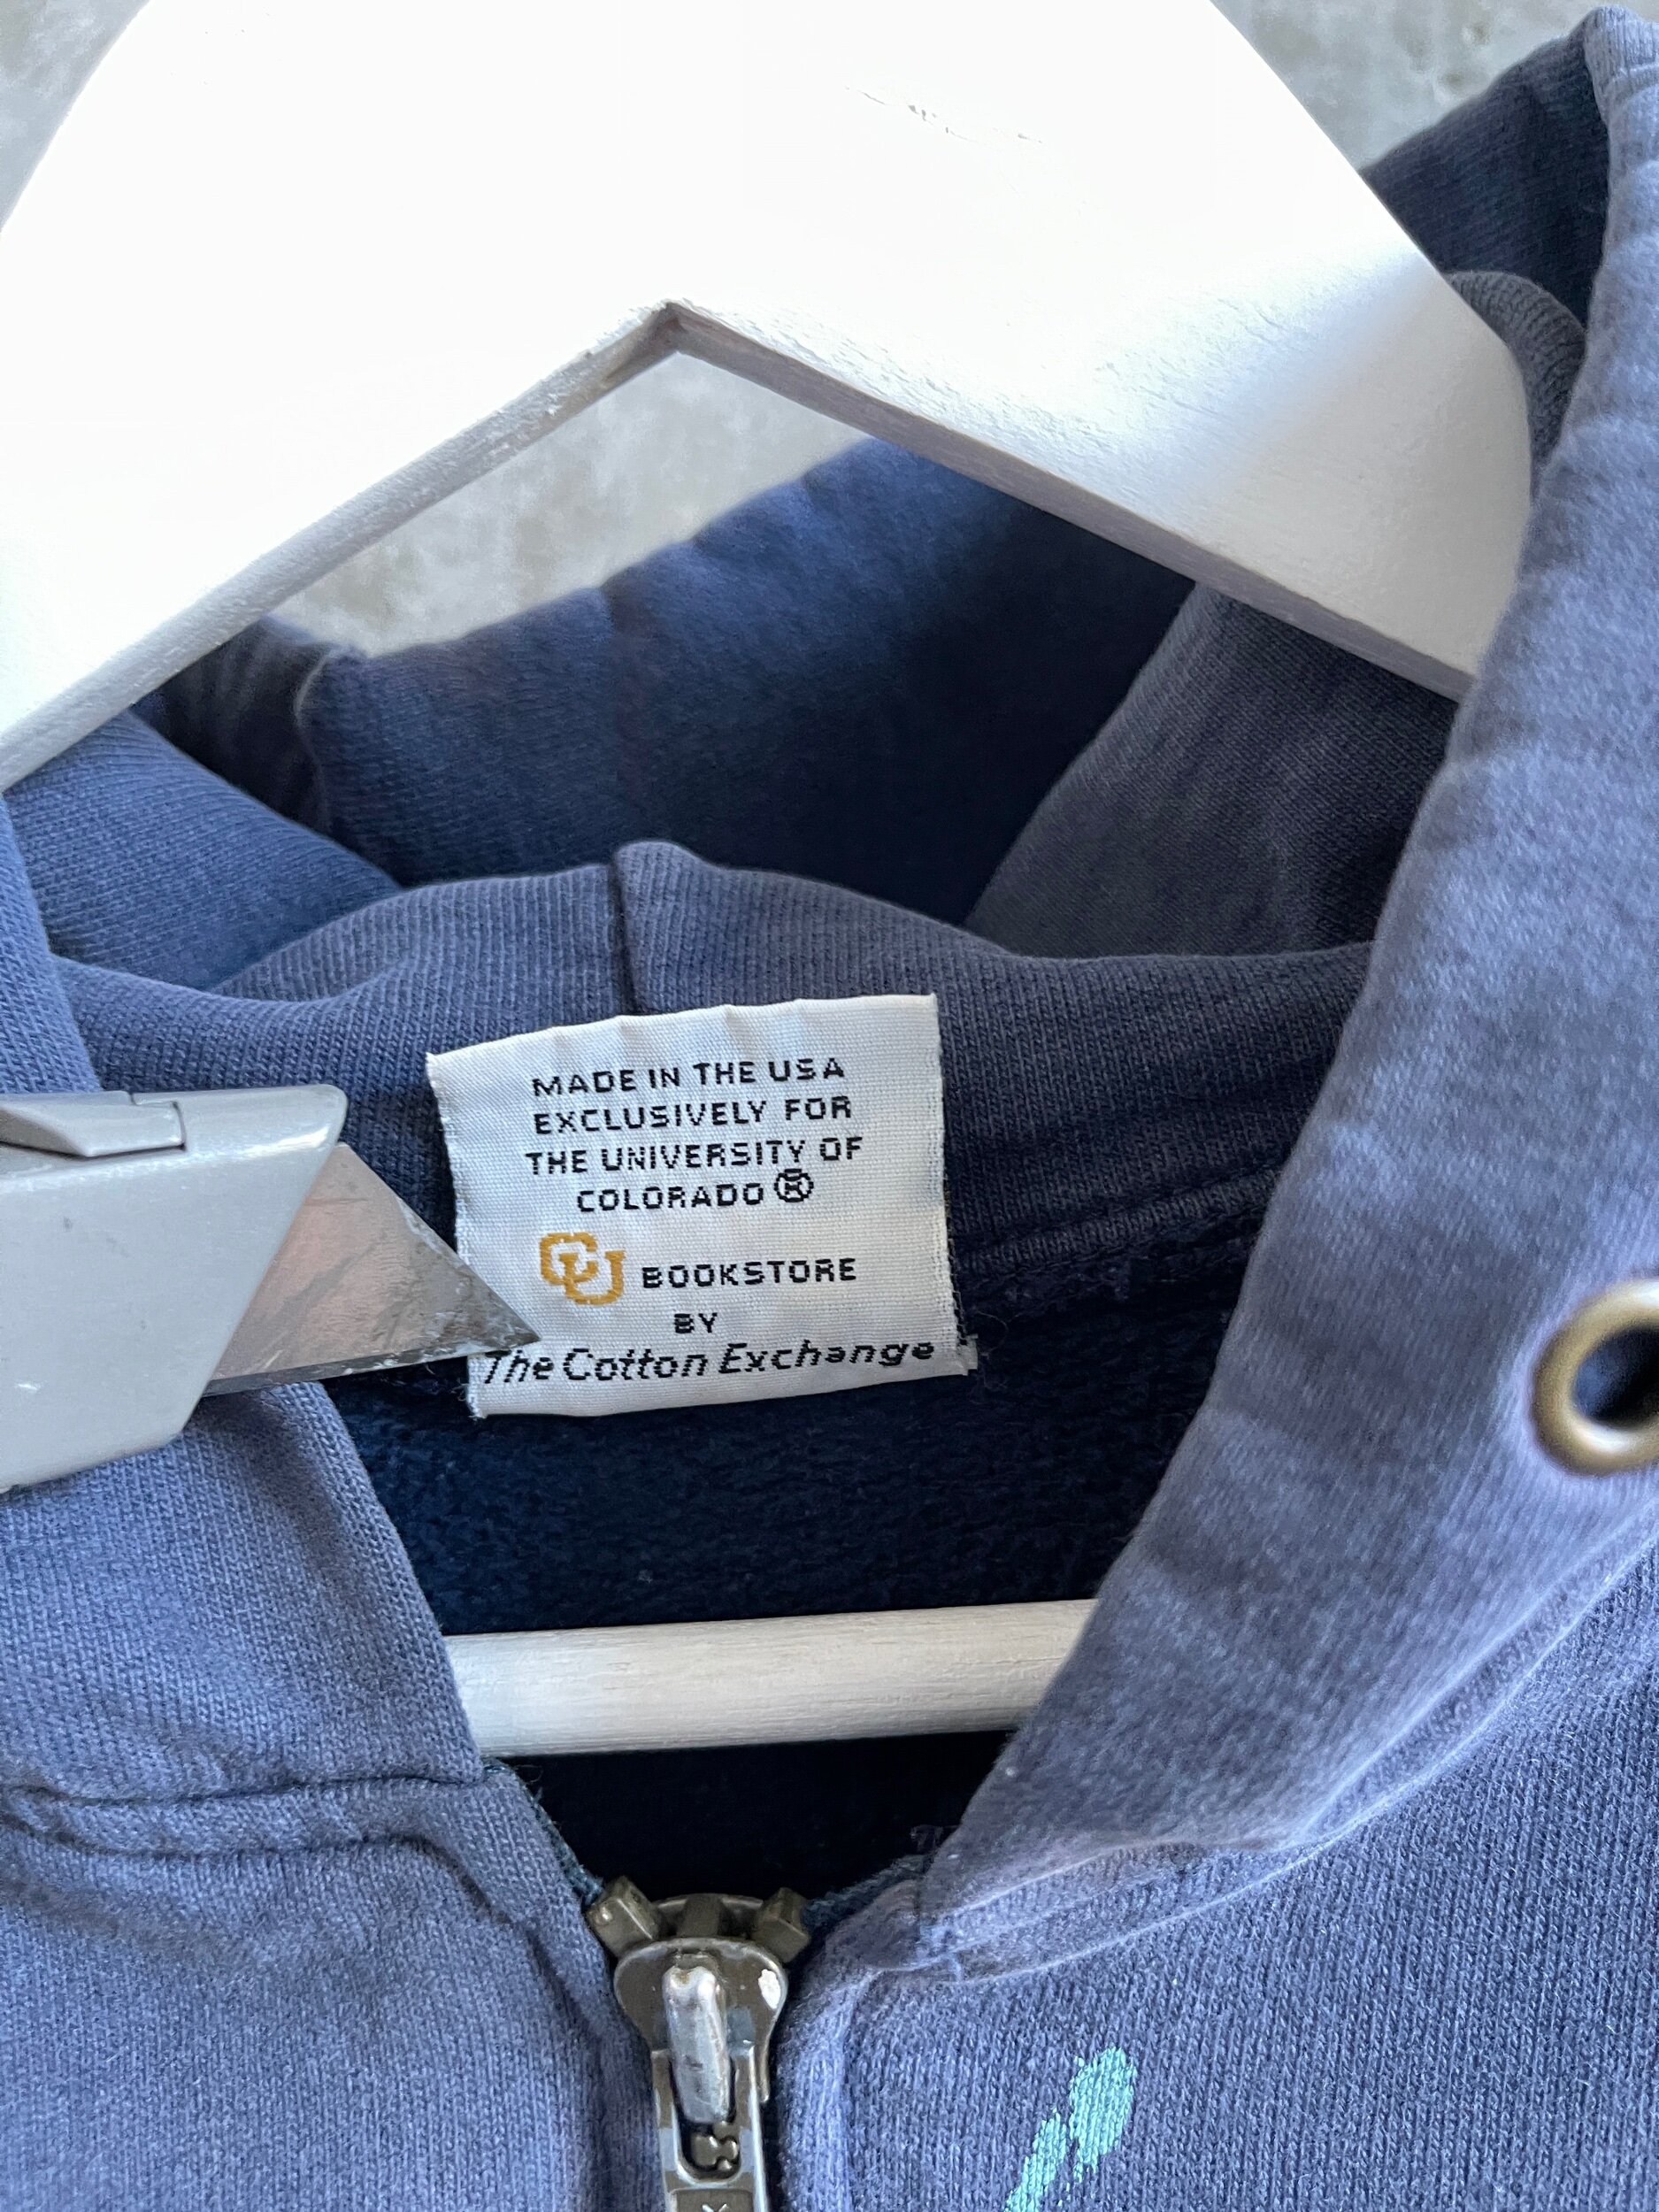 MADE IN THE USA
EXCLUSIVELY FOR
THE UNIVERSITY OF
COLORADO ®
CU BOOKSTORE
BY
The Cotton Exchange